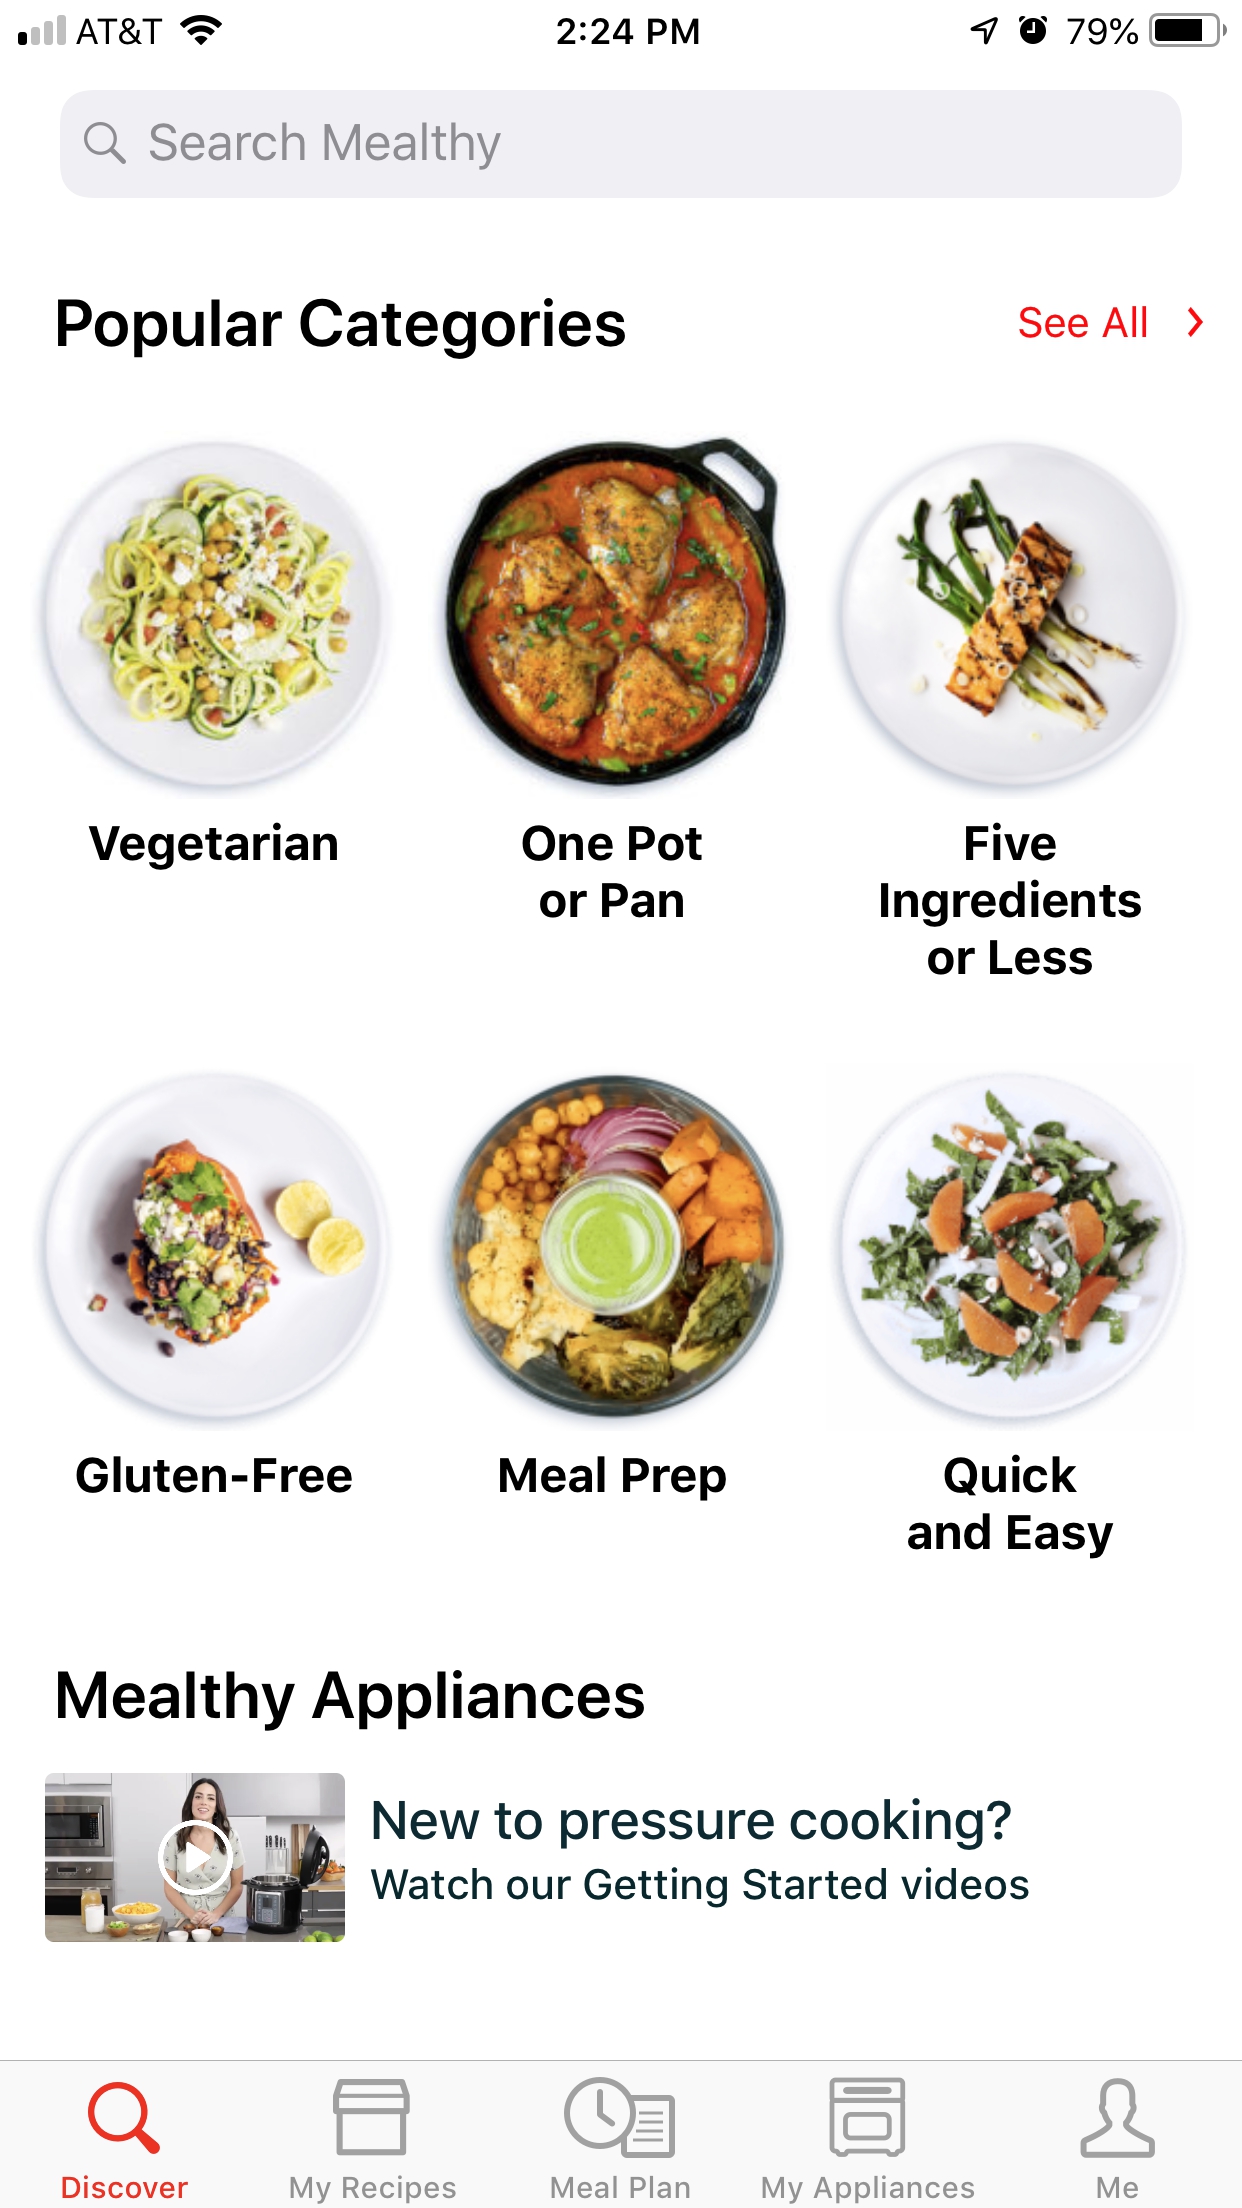 AT&T 2:24 PM 79%
Search Mealthy
Popular Categories See All
Vegetarian
One Pot
or Pan
Five
Ingredients
or Less
Gluten-Free
Meal Prep
Quick
and Easy
Mealthy Appliances
New to pressure cooking?
Watch our Getting Started videos
Discover My Recipes Meal Plan My Appliances Me